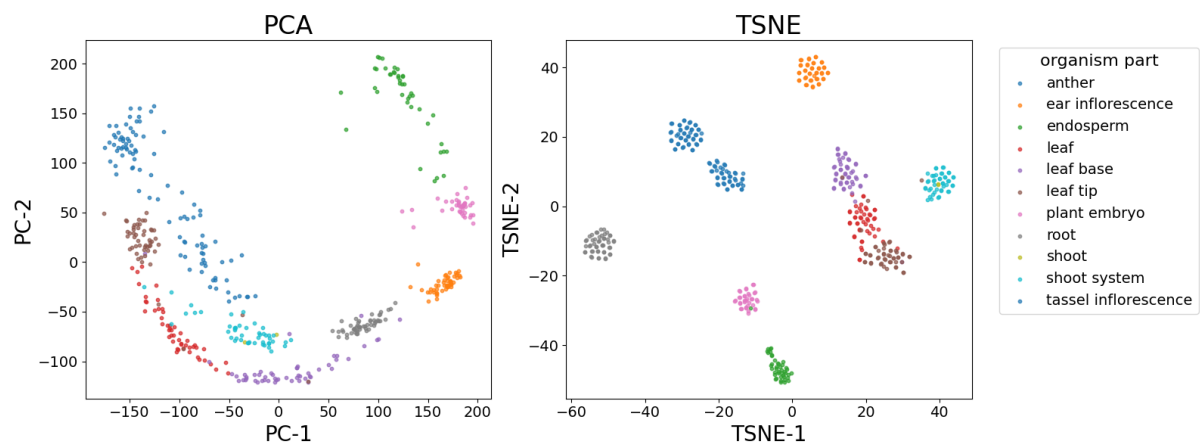 PCA
200
150
100
50
0
−50
−100
PC-2
−150
−100
−50
0
50
100
150
200
PC-1
TSNE
40
20
0
−20
−40
TSNE-2
−60
−40
−20
0
20
40
TSNE-1
organism part
anther
ear inflorescence
endosperm
leaf
leaf base
leaf tip
plant embryo
root
shoot
shoot system
tassel inflorescence